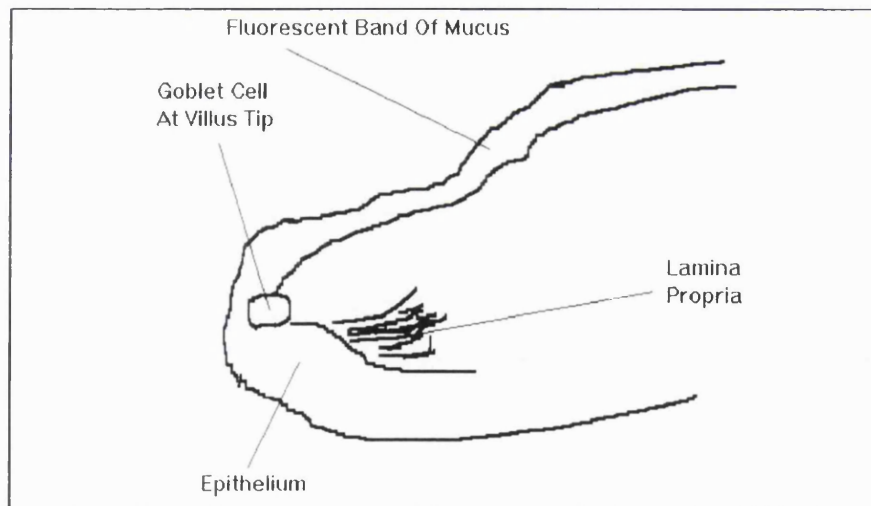 Fluorescent Band Of Mucus
Goblet Cell
At Villus Tip
Lamina
Propria
Epithelium